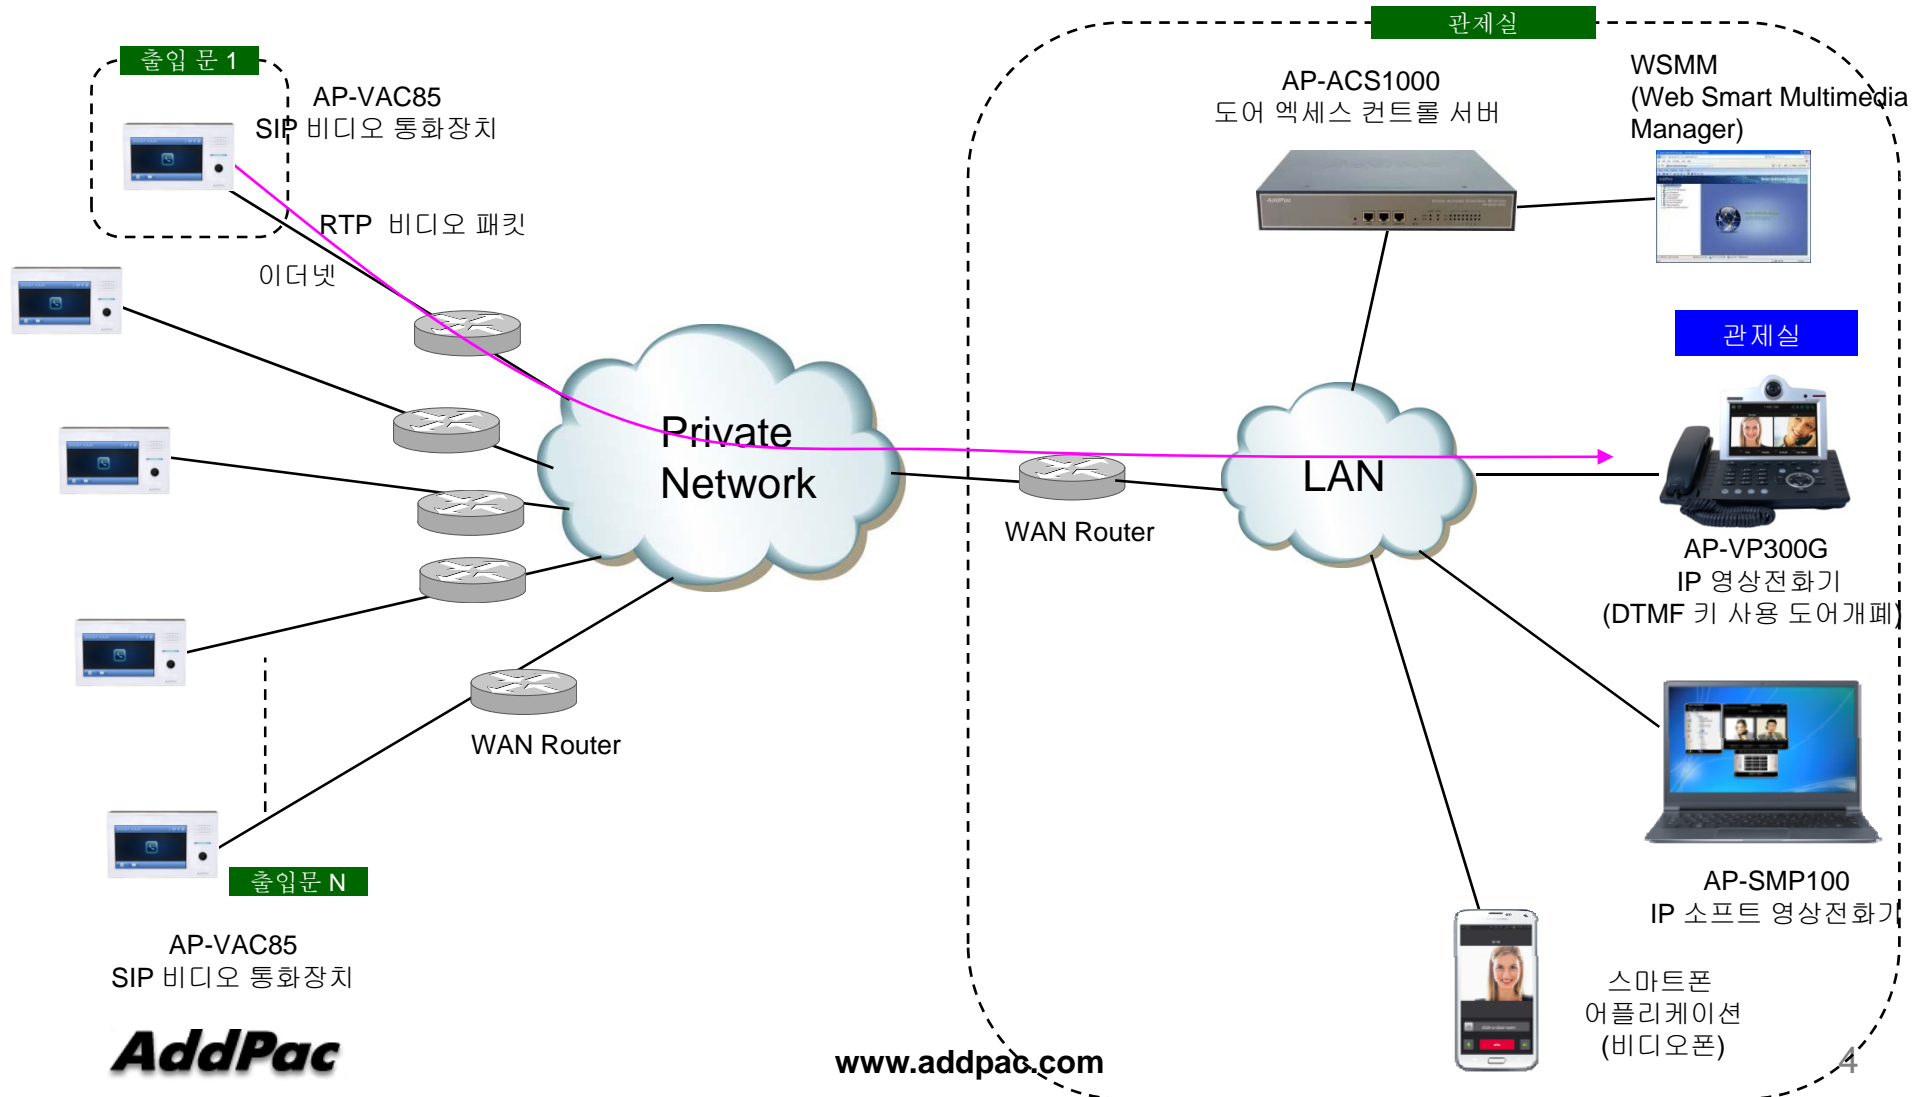 관제실
출입 문 1
AP-VAC85
SIP 비디오 통화장치
AP-ACS1000
도어 엑세스 컨트롤 서버
WSMM
(Web Smart Multimedia
Manager)
AddPac
RTP 비디오 패킷
이더넷
관제실
Private
Network
LAN
WAN Router
AP-VP300G
IP 영상전화기
(DTMF 키 사용 도어개폐)
WAN Router
출입문 N
AP-VAC85
SIP 비디오 통화장치
AP-SMP100
IP 소프트 영상전화기
스마트폰
어플리케이션
(비디오폰)
AddPac
www.addpac.com
4